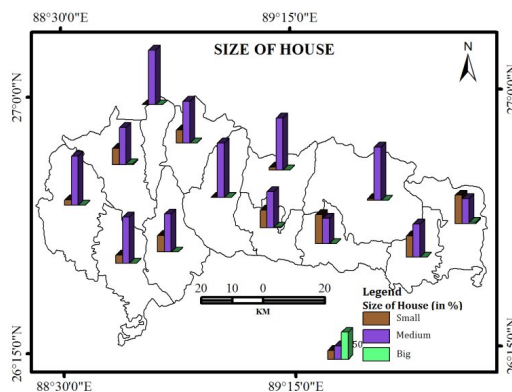 88°30'0"E
89°15'0"E
SIZE OF HOUSE
N
27°0'0"N
27°0'0"N
20 10 0 20
KM
Legend
Size of House (in %)
Small
Medium
Big
50
26°15'0"N
26°15'0"N
88°30'0"E
89°15'0"E